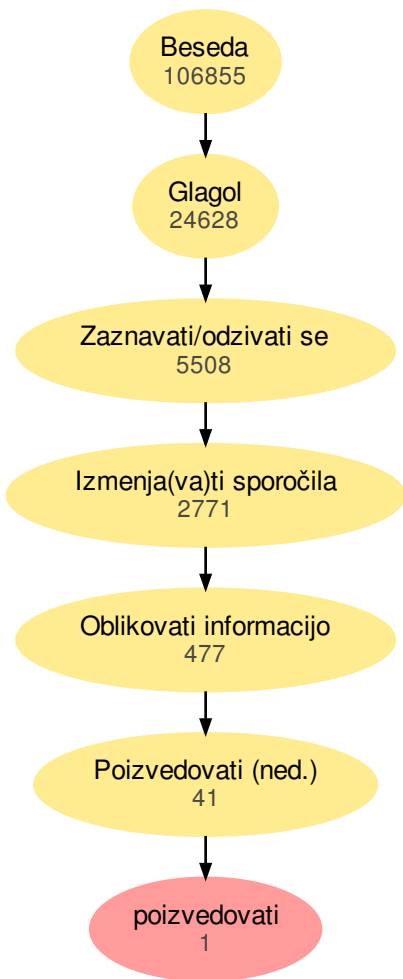 Beseda
106855
Glagol
24628
Zaznavati/odzivati se
5508
Izmenja(va)ti sporočila
2771
Oblikovati informacijo
477
Poizvedovati (ned.)
41
poizvedovati
1